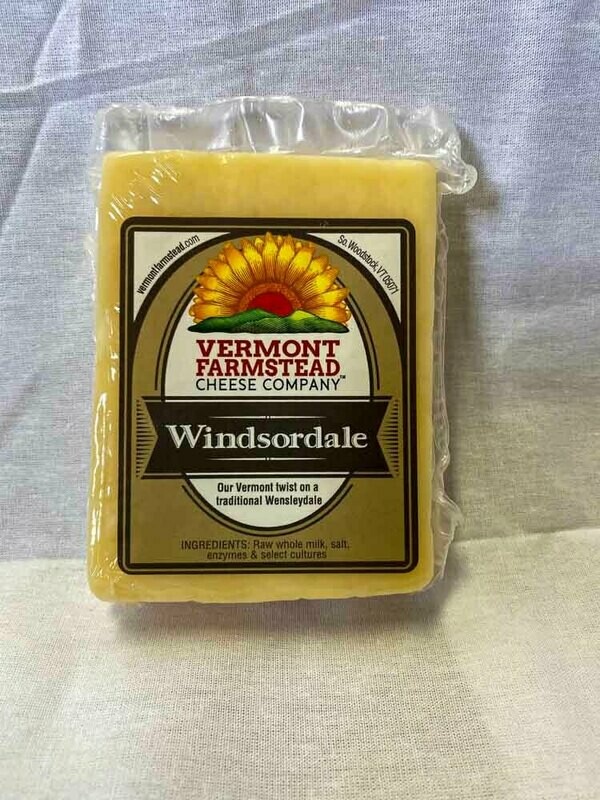 vermontfarmstead.com
So. Woodstock, VT 05071
VERMONT
FARMSTEAD
CHEESE COMPANY™
Windsordale
Our Vermont twist on a
traditional Wensleydale
INGREDIENTS: Raw whole milk, salt,
enzymes & select cultures